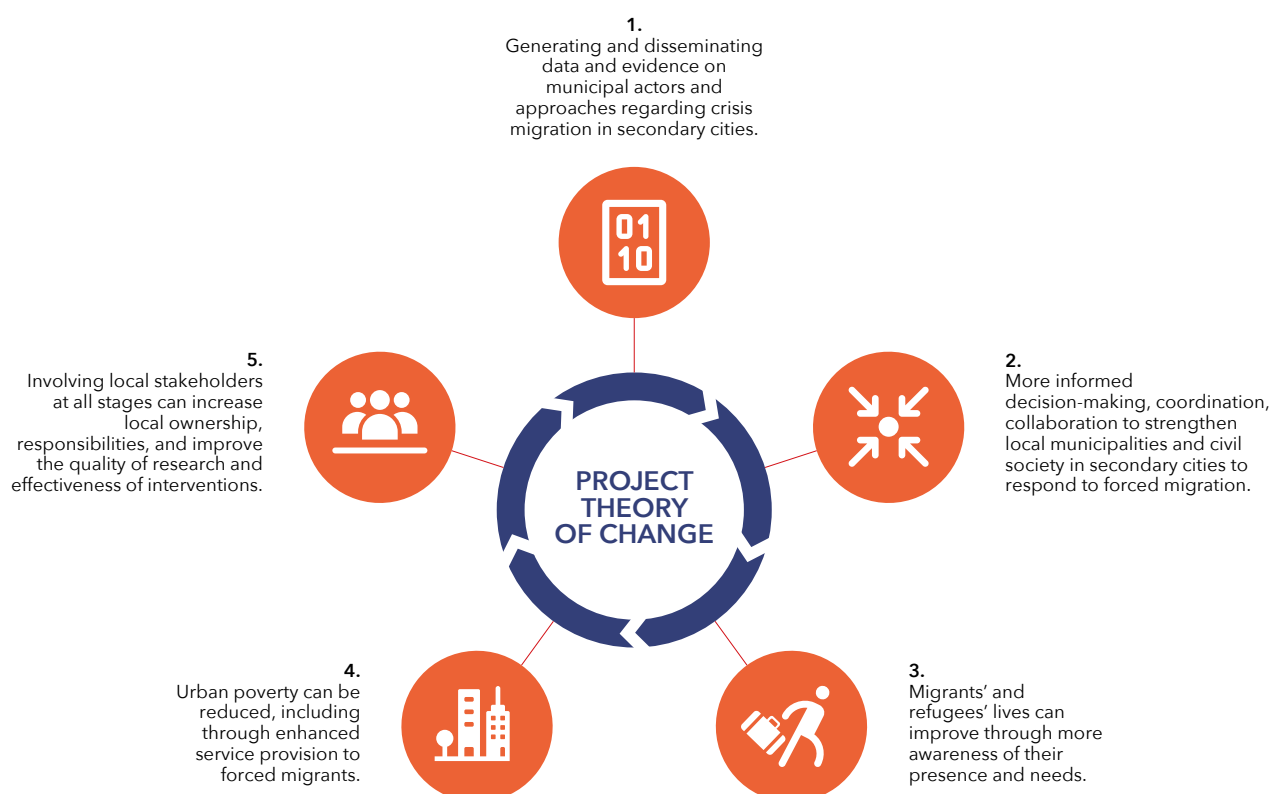 1.
Generating and disseminating
data and evidence on
municipal actors and
approaches regarding crisis
migration in secondary cities.
01
10
2.
More informed
decision-making, coordination,
collaboration to strengthen
local municipalities and civil
society in secondary cities to
respond to forced migration.
3.
Migrants’ and
refugees’ lives can
improve through more
awareness of their
presence and needs.
4.
Urban poverty can be
reduced, including
through enhanced
service provision to
forced migrants.
5.
Involving local stakeholders
at all stages can increase
local ownership,
responsibilities, and improve
the quality of research and
effectiveness of interventions.
PROJECT
THEORY
OF CHANGE